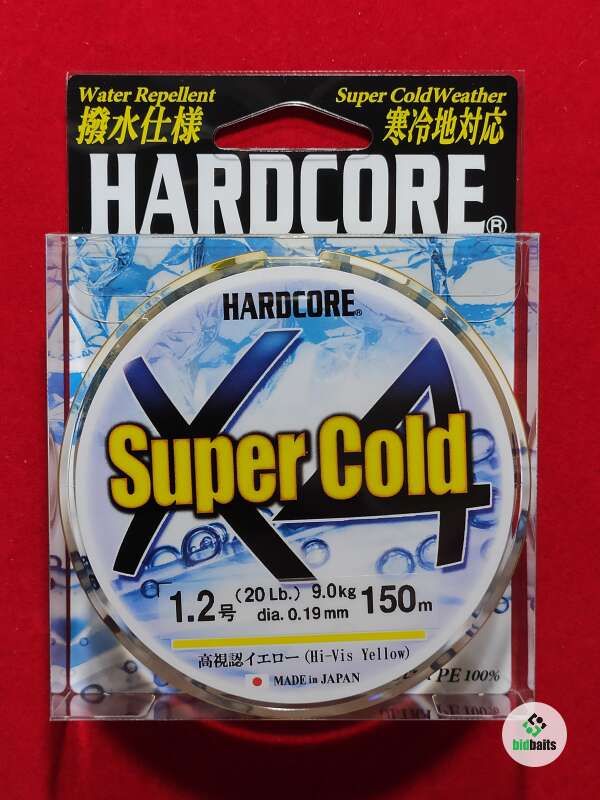 Water Repellent
撥水仕様
Super ColdWeather
寒冷地対応
HARDCORE®
HARDCORE®
X4
Super Cold
1.2号 (20Lb.) 9.0kg dia. 0.19mm 150m
高視認イエロー(Hi-Vis Yellow)
MADE in JAPAN
PE 100%
bidbaits